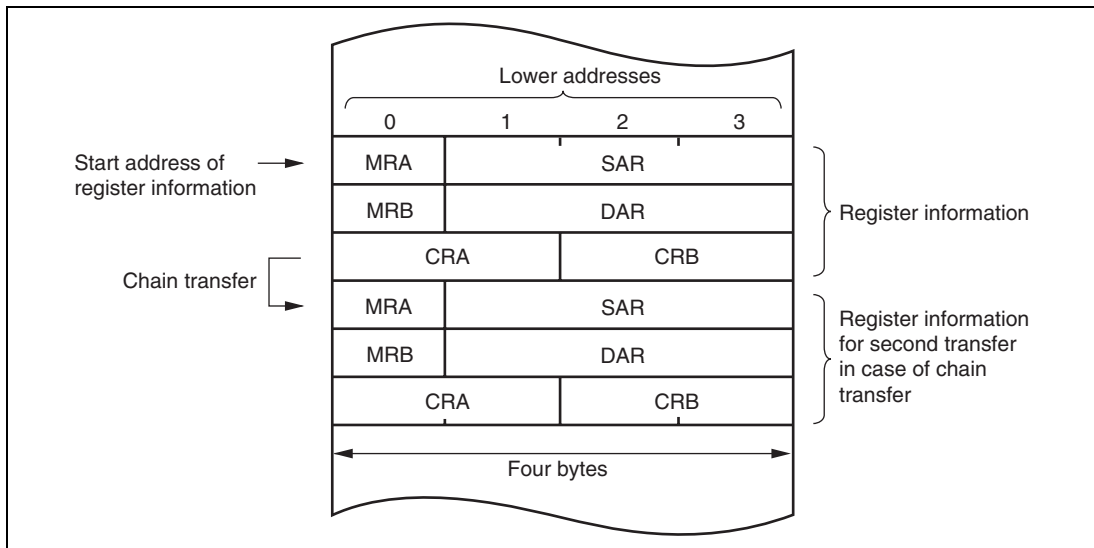 Lower addresses
0 1 2 3
Start address of
register information
MRA SAR
MRB DAR
CRA CRB
Register information
Chain transfer
MRA SAR
MRB DAR
CRA CRB
Register information
for second transfer
in case of chain
transfer
Four bytes